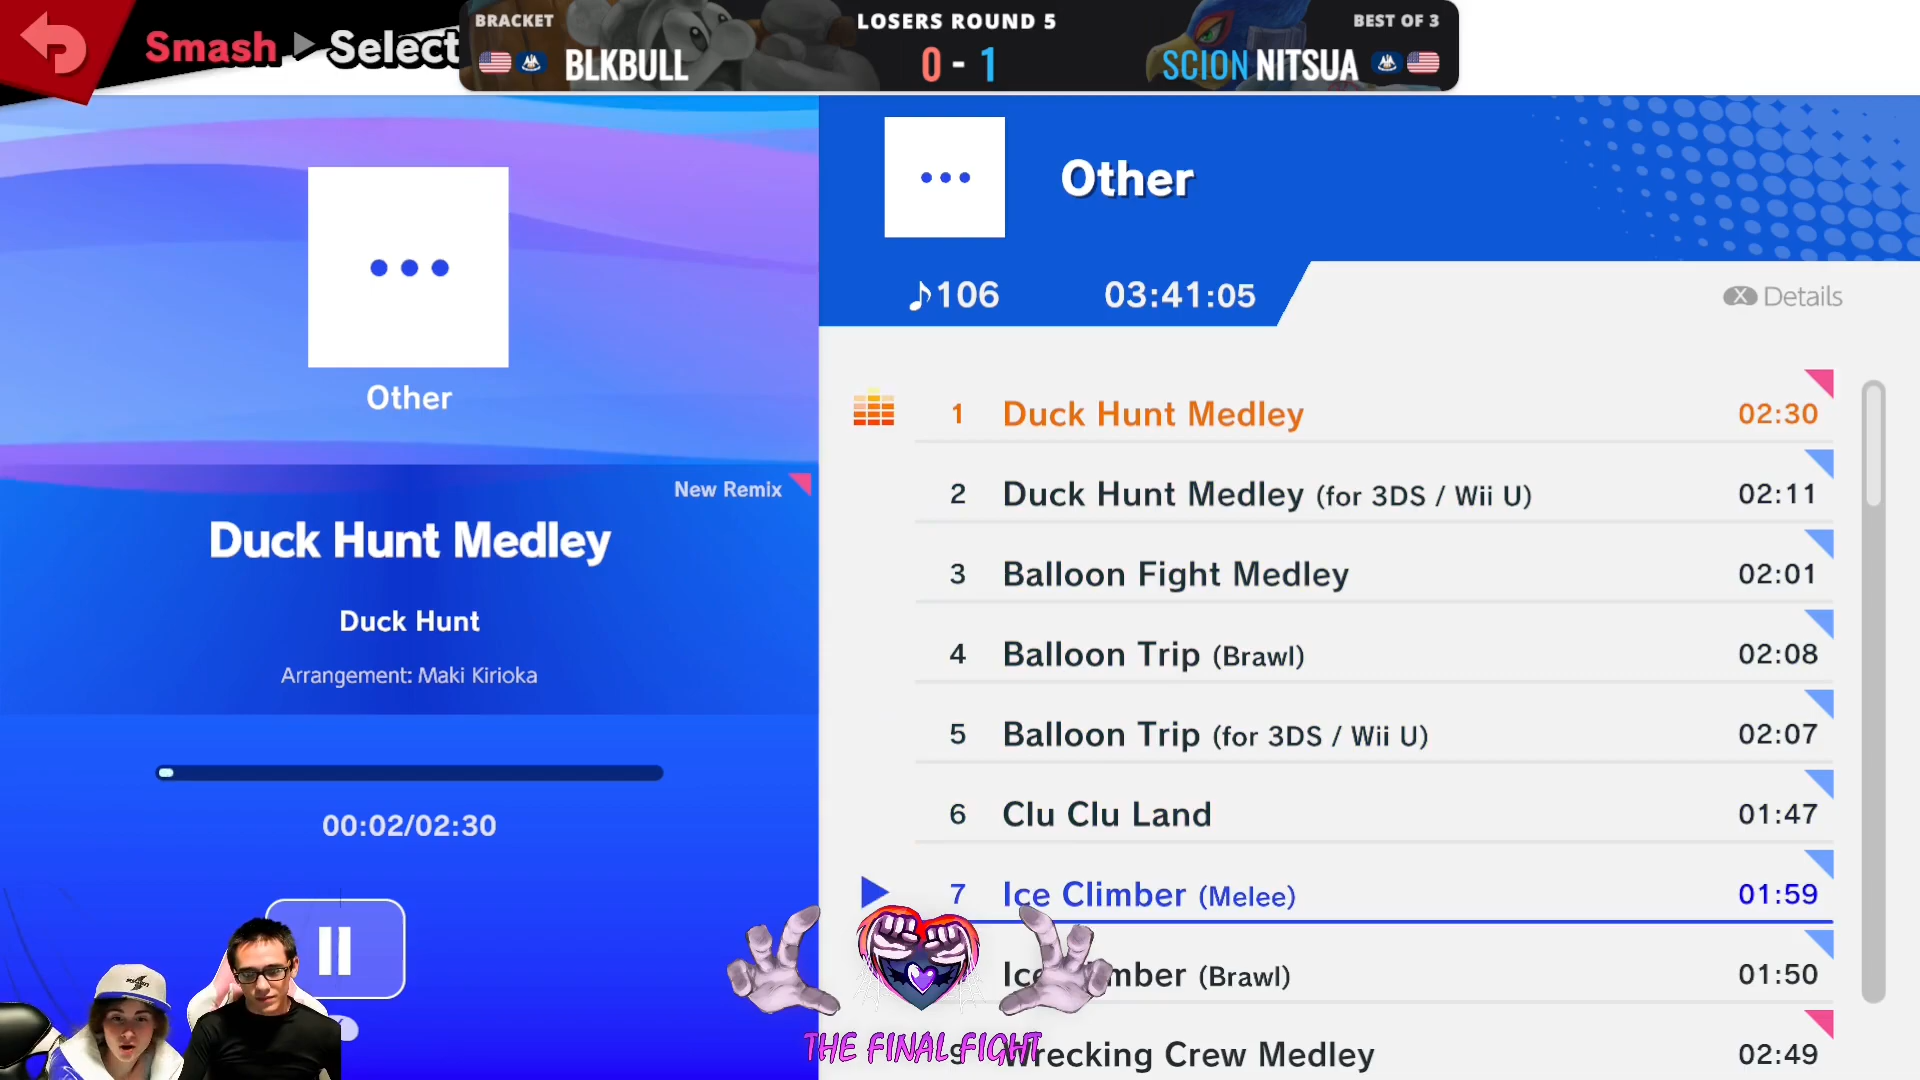 Smash Select
BRACKET
BLKBULL
LOSERS ROUND 5
0 - 1
BEST OF 3
SCION NITSUA
Other
New Remix
Duck Hunt Medley
Duck Hunt
Arrangement: Maki Kirioka
00:02/02:30
Other
106 03:41:05
X Details
1 Duck Hunt Medley 02:30
2 Duck Hunt Medley (for 3DS / Wii U) 02:11
3 Balloon Fight Medley 02:01
4 Balloon Trip (Brawl) 02:08
5 Balloon Trip (for 3DS / Wii U) 02:07
6 Clu Clu Land 01:47
7 Ice Climber (Melee) 01:59
(Brawl) 01:50
9 Wrecking Crew Medley 02:49
THE FINAL FIGHT